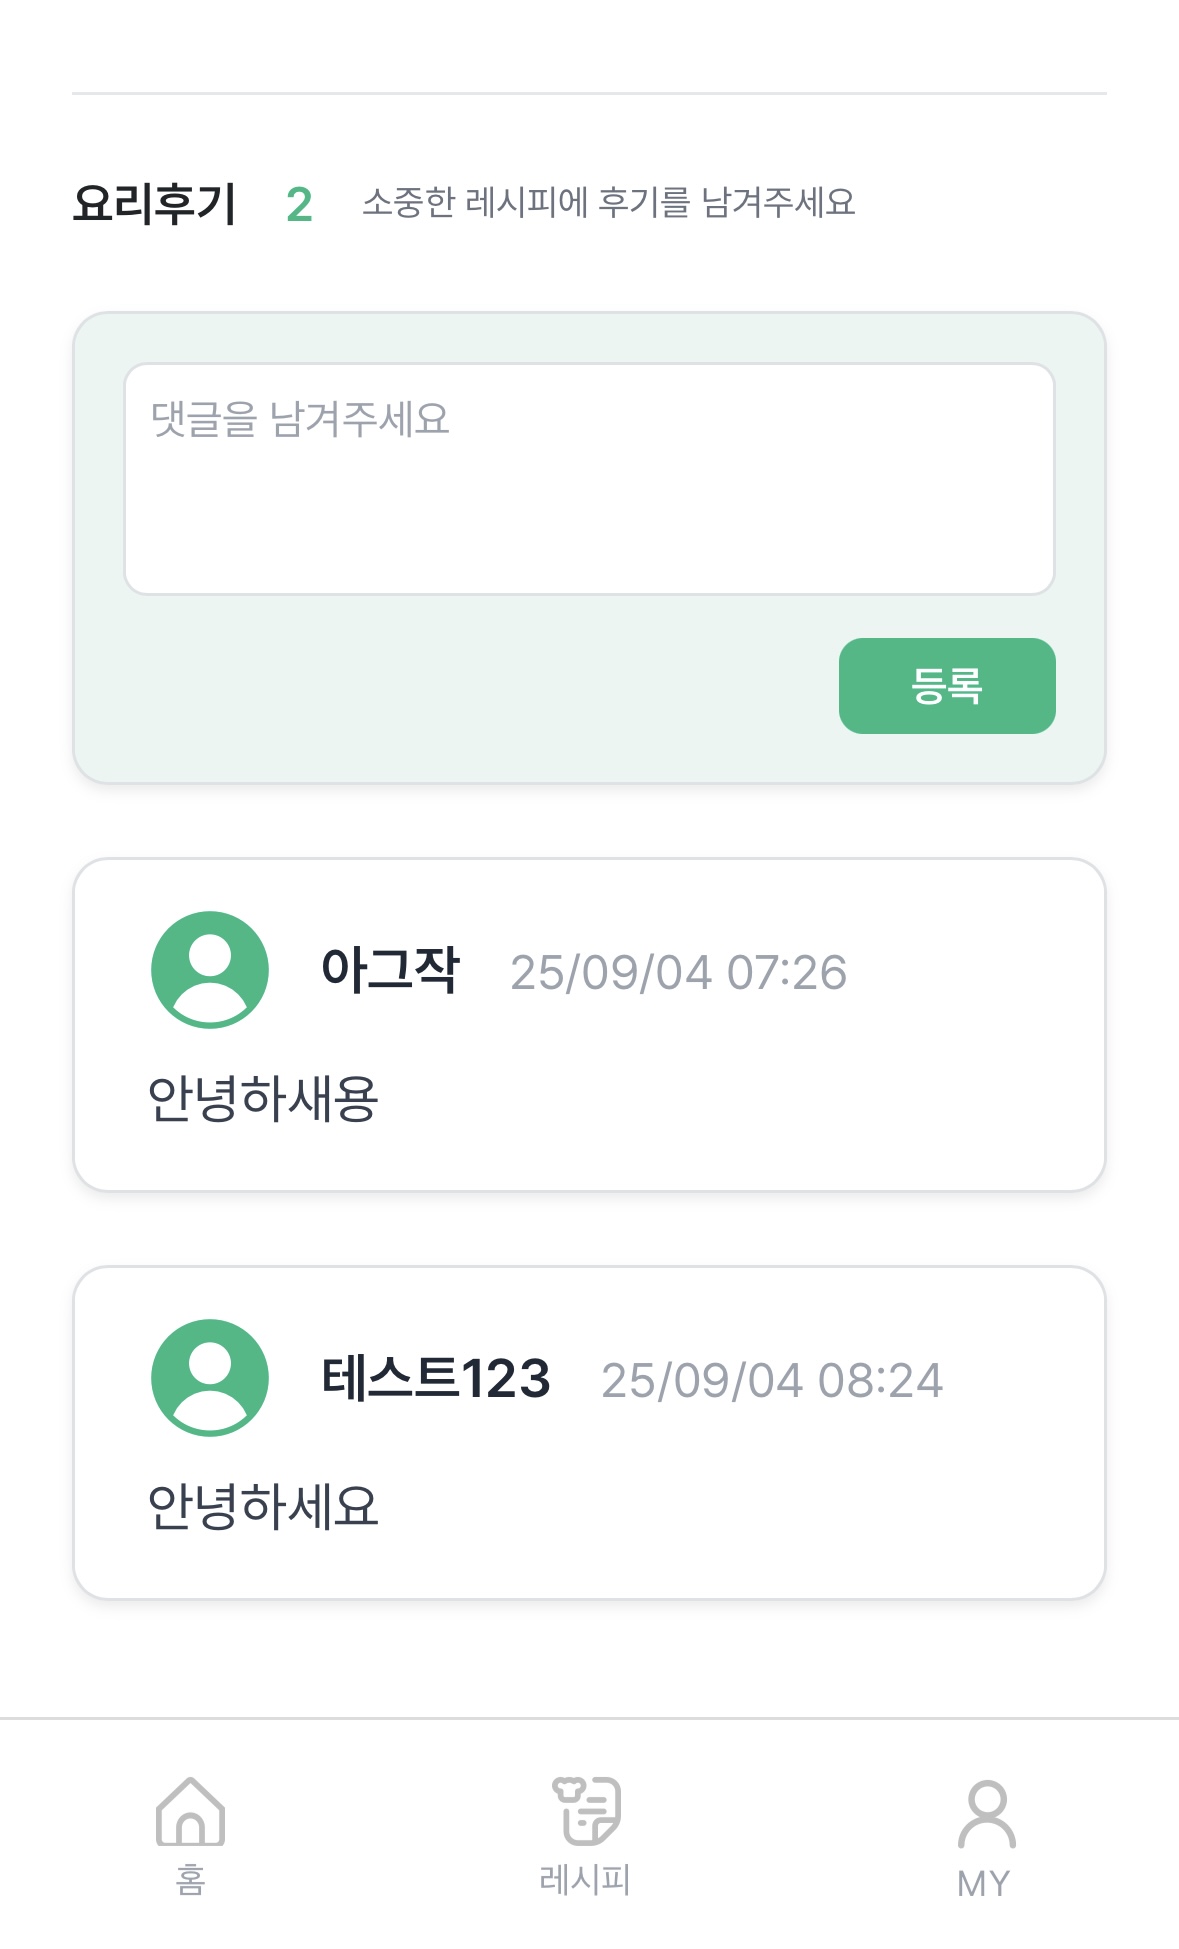 요리후기 2 소중한 레시피에 후기를 남겨주세요
댓글을 남겨주세요
등록
아그작 25/09/04 07:26
안녕하새용
테스트123 25/09/04 08:24
안녕하세요
홈 레시피 MY